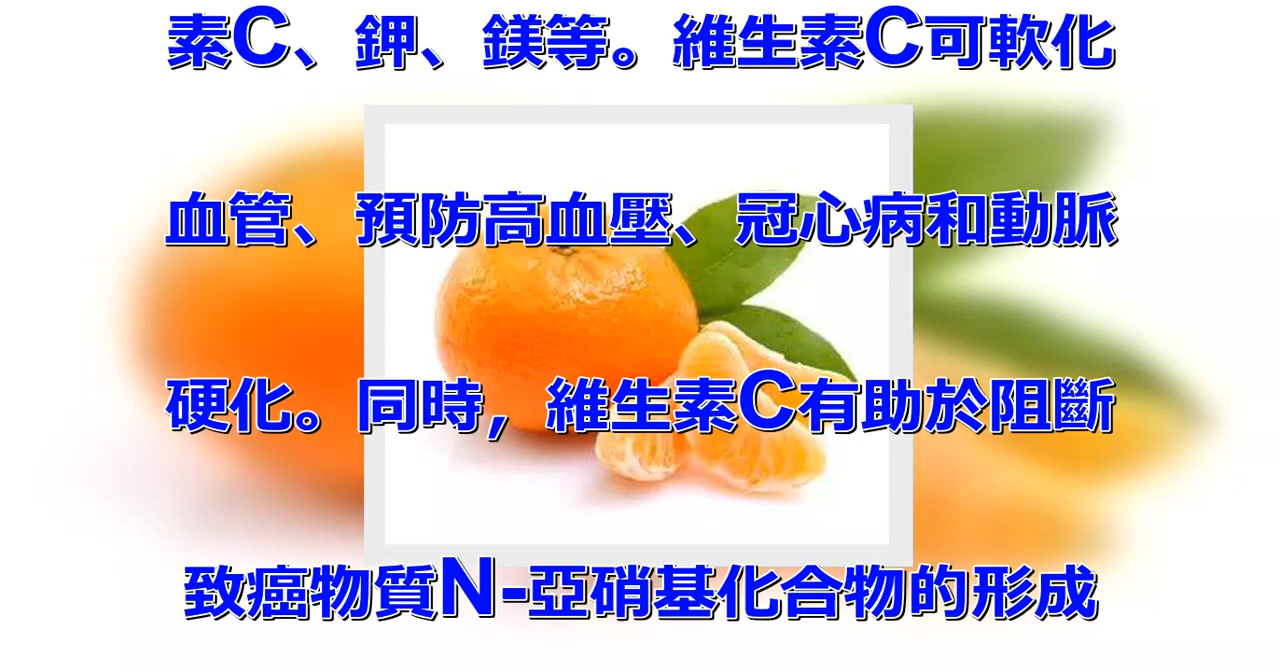 素C、鉀、鎂等。維生素C可軟化
血管、預防高血壓、冠心病和動脈
硬化。同時，維生素C有助於阻斷
致癌物質N-亞硝基化合物的形成